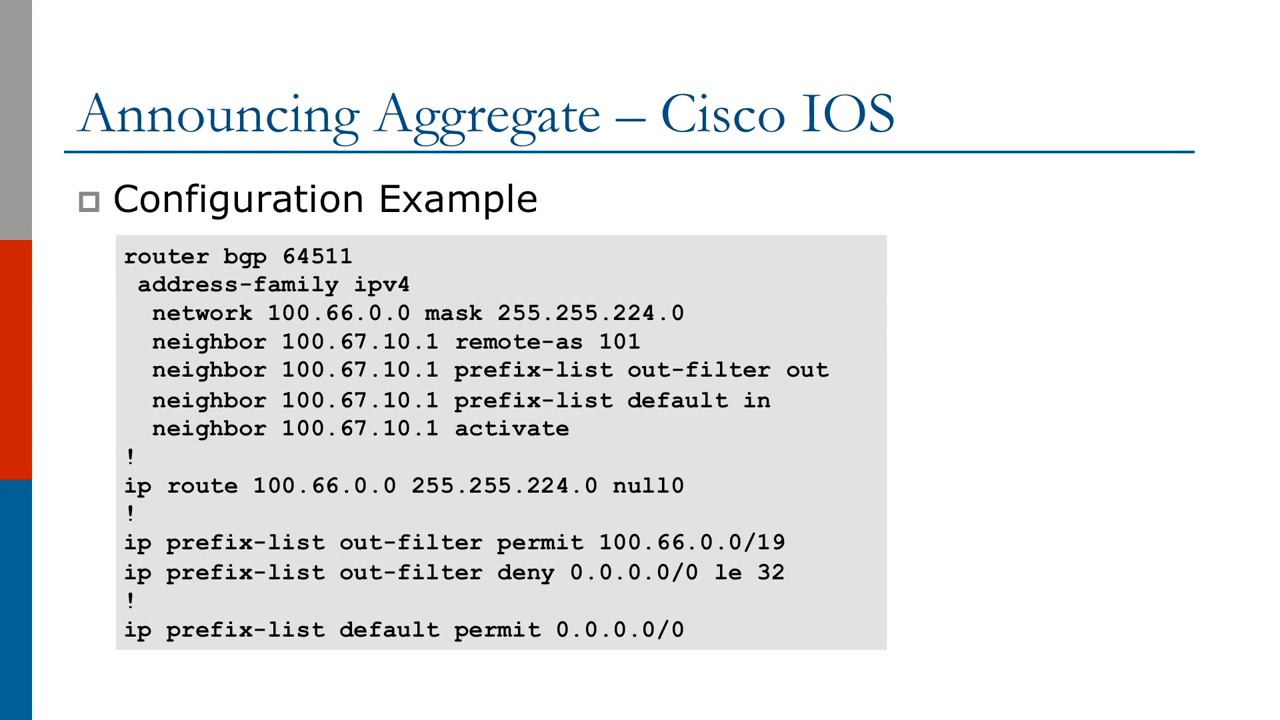 Announcing Aggregate – Cisco IOS
Configuration Example
router bgp 64511
address-family ipv4
network 100.66.0.0 mask 255.255.224.0
neighbor 100.67.10.1 remote-as 101
neighbor 100.67.10.1 prefix-list out-filter out
neighbor 100.67.10.1 prefix-list default in
neighbor 100.67.10.1 activate
!
ip route 100.66.0.0 255.255.224.0 null0
!
ip prefix-list out-filter permit 100.66.0.0/19
ip prefix-list out-filter deny 0.0.0.0/0 le 32
!
ip prefix-list default permit 0.0.0.0/0